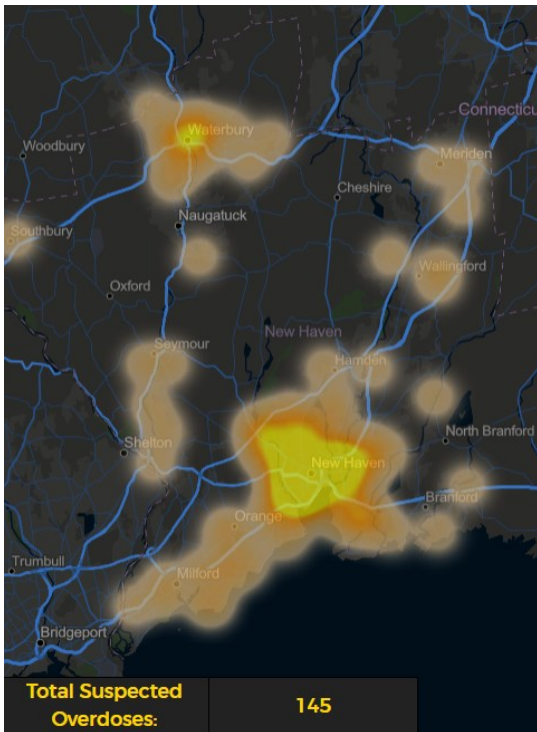 Connecticu
Waterbury
Woodbury
Meriden
Cheshire
Naugatuck
Southbury
Wallingford
Oxford
New Haven
Seymour
Hamden
North Branford
Shelton
New Haven
Branford
Orange
Trumbull
Milford
Bridgeport
Total Suspected
Overdoses:
145